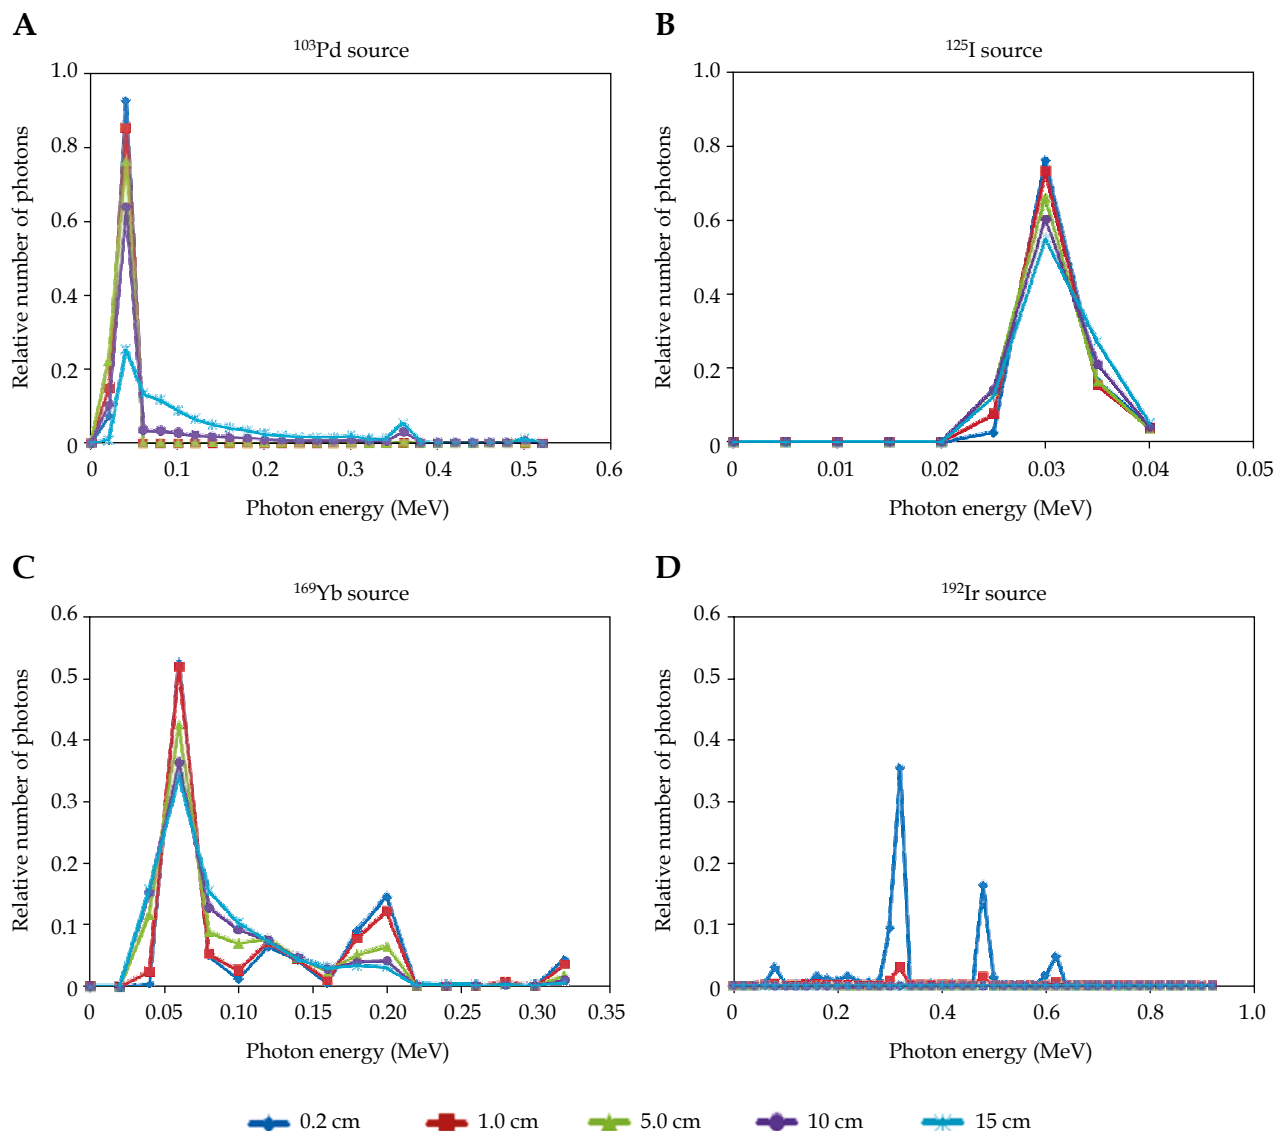 A
¹⁰³Pd source
1.0
0.8
0.6
0.4
0.2
0
Relative number of photons
0 0.1 0.2 0.3 0.4 0.5 0.6
Photon energy (MeV)
B
¹²⁵I source
1.0
0.8
0.6
0.4
0.2
0
Relative number of photons
0 0.01 0.02 0.03 0.04 0.05
Photon energy (MeV)
C
¹⁶⁹Yb source
0.6
0.5
0.4
0.3
0.2
0.1
0
Relative number of photons
0 0.05 0.10 0.15 0.20 0.26 0.30 0.35
Photon energy (MeV)
D
¹⁹²Ir source
0.6
0.5
0.4
0.3
0.2
0.1
0
Relative number of photons
0 0.2 0.4 0.6 0.8 1.0
Photon energy (MeV)
0.2 cm 1.0 cm 5.0 cm 10 cm 15 cm